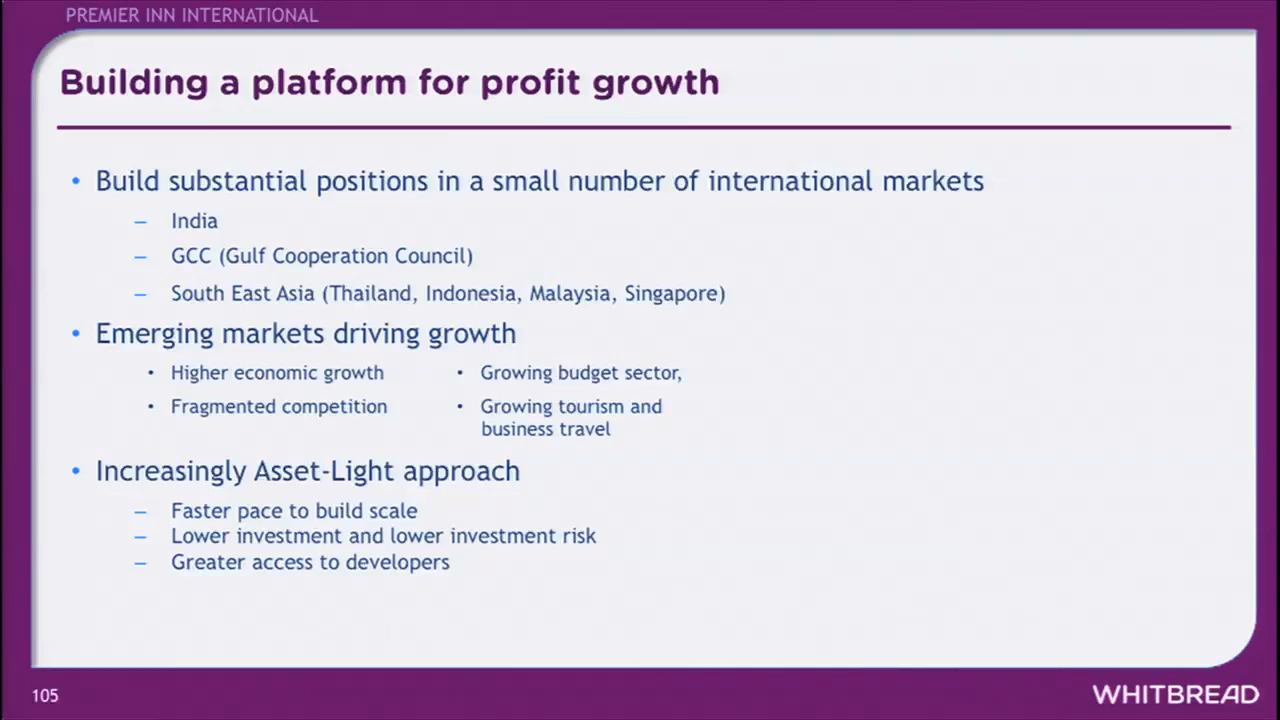 PREMIER INN INTERNATIONAL
Building a platform for profit growth
• Build substantial positions in a small number of international markets
– India
– GCC (Gulf Cooperation Council)
– South East Asia (Thailand, Indonesia, Malaysia, Singapore)
• Emerging markets driving growth
• Higher economic growth
• Fragmented competition
• Growing budget sector,
• Growing tourism and
business travel
• Increasingly Asset-Light approach
– Faster pace to build scale
– Lower investment and lower investment risk
– Greater access to developers
105
WHITBREAD